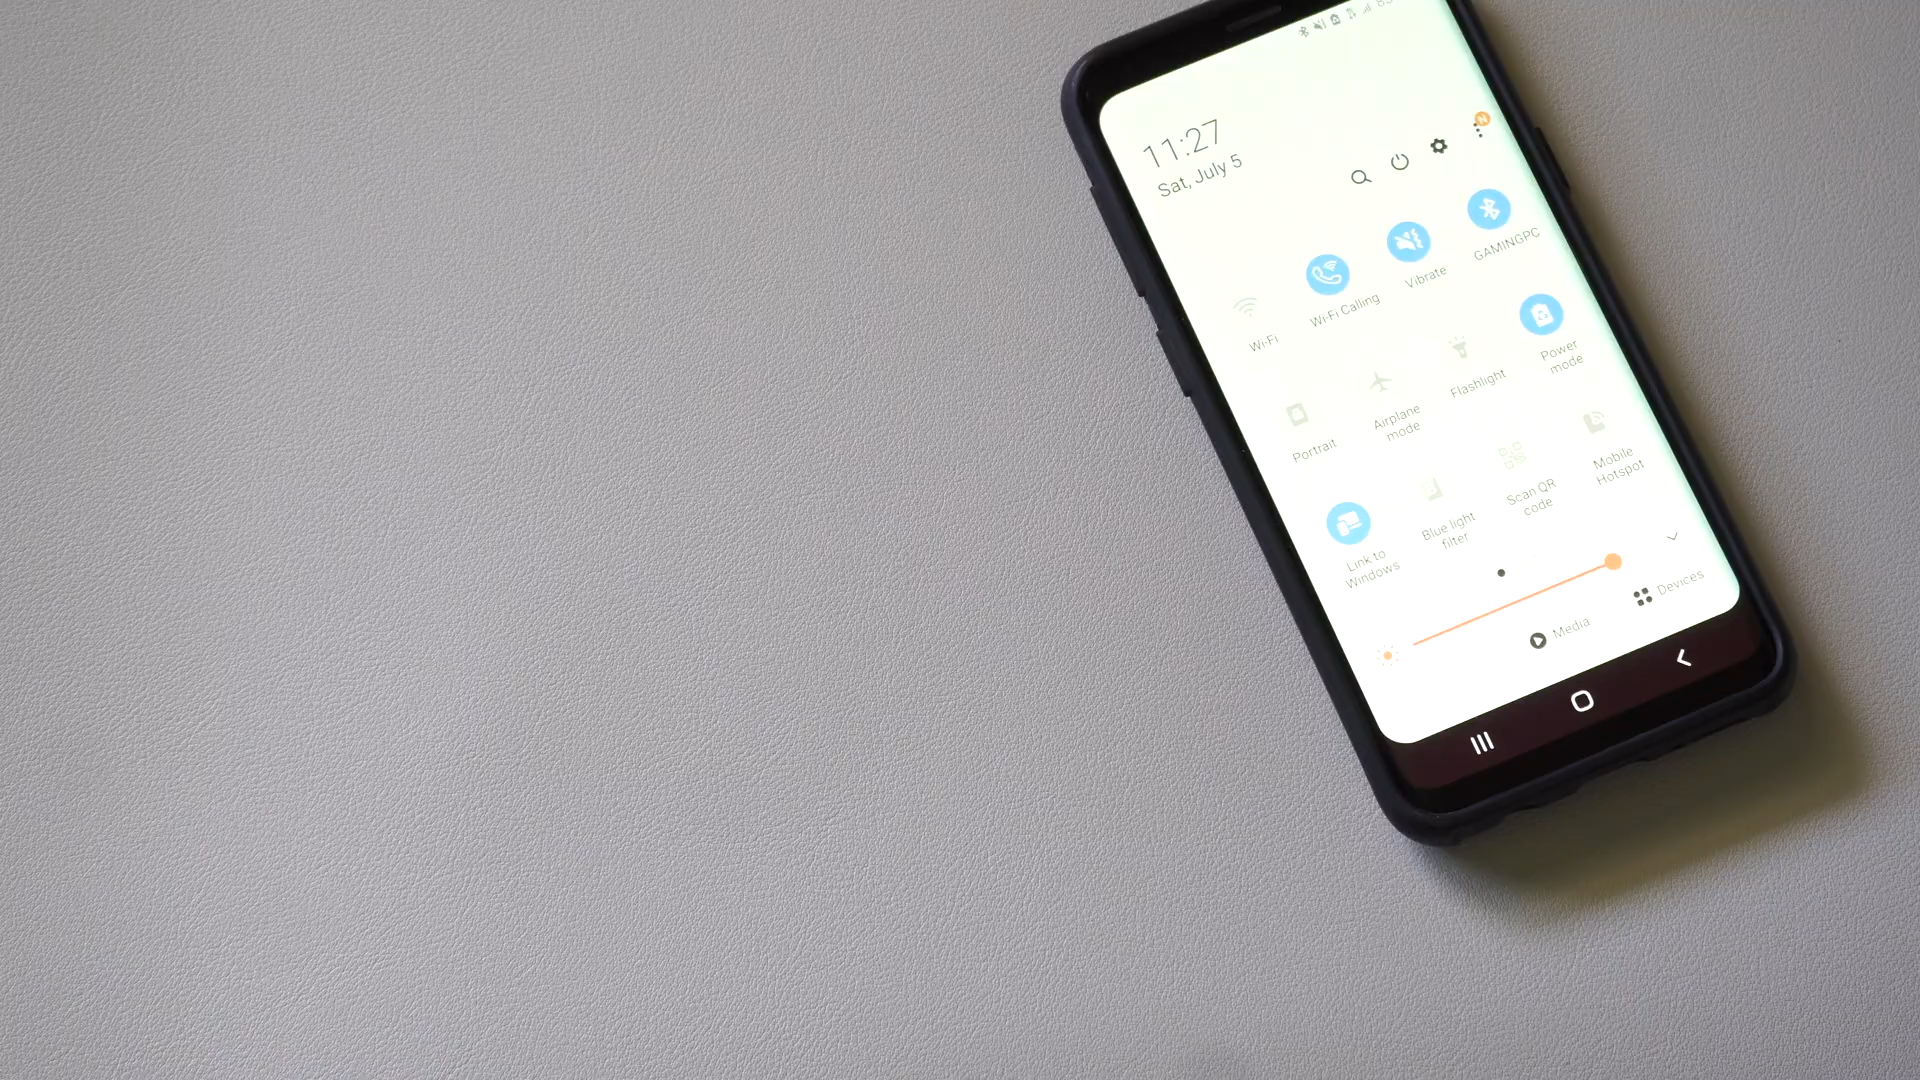 11:27
Sat, July 5
N
Wi-Fi
Wi-Fi Calling
Vibrate
GAMINGPC
Portrait
Airplane
mode
Flashlight
Power
mode
Link to
Windows
Blue light
filter
Scan QR
code
Mobile
Hotspot
Media
Devices